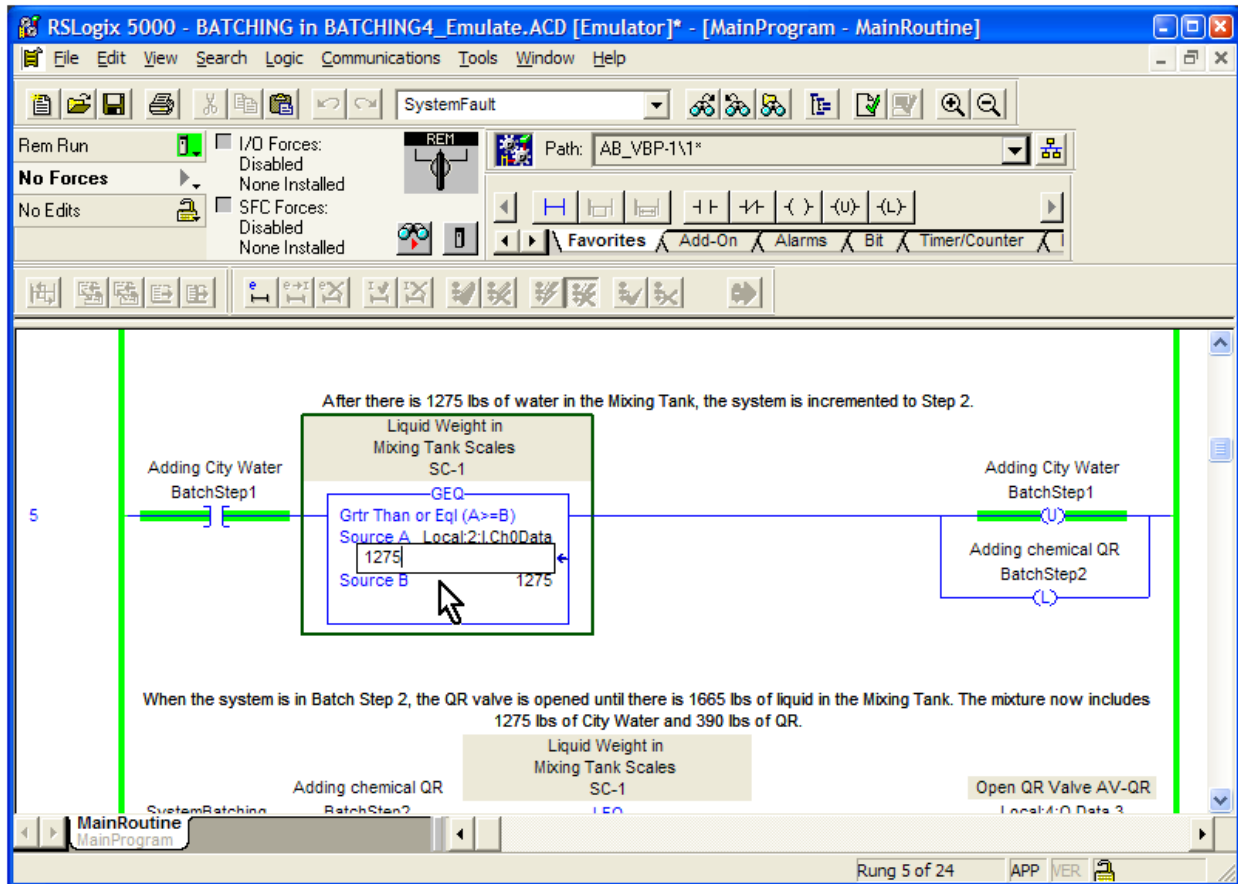 RSLogix 5000 - BATCHING in BATCHING4_Emulate.ACD [Emulator]* - [MainProgram - MainRoutine]
File Edit View Search Logic Communications Tools Window Help
SystemFault
Rem Run
No Forces
No Edits
I/O Forces:
Disabled
None Installed
SFC Forces:
Disabled
None Installed
REM
Path: AB_VBP-1\1*
Favorites Add-On Alarms Bit Timer/Counter
After there is 1275 lbs of water in the Mixing Tank, the system is incremented to Step 2.
Liquid Weight in
Mixing Tank Scales
SC-1
Adding City Water
BatchStep1
5
GEQ
Grtr Than or Eql (A>=B)
Source A Local:2:I.Ch0Data
1275
Source B 1275
Adding City Water
BatchStep1
U
Adding chemical QR
BatchStep2
L
When the system is in Batch Step 2, the QR valve is opened until there is 1665 lbs of liquid in the Mixing Tank. The mixture now includes
1275 lbs of City Water and 390 lbs of QR.
Liquid Weight in
Mixing Tank Scales
SC-1
Adding chemical QR
SystemBatching BatchStep2
Open QR Valve AV-QR
Local:4:O.Data.3
MainRoutine
MainProgram
Rung 5 of 24 APP VER